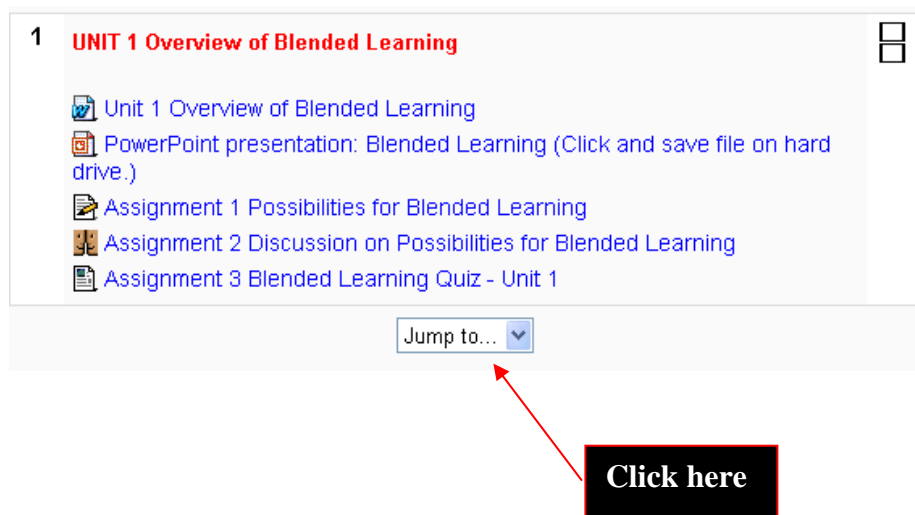 1 UNIT 1 Overview of Blended Learning
Unit 1 Overview of Blended Learning
PowerPoint presentation: Blended Learning (Click and save file on hard
drive.)
Assignment 1 Possibilities for Blended Learning
Assignment 2 Discussion on Possibilities for Blended Learning
Assignment 3 Blended Learning Quiz - Unit 1
Jump to...
Click here